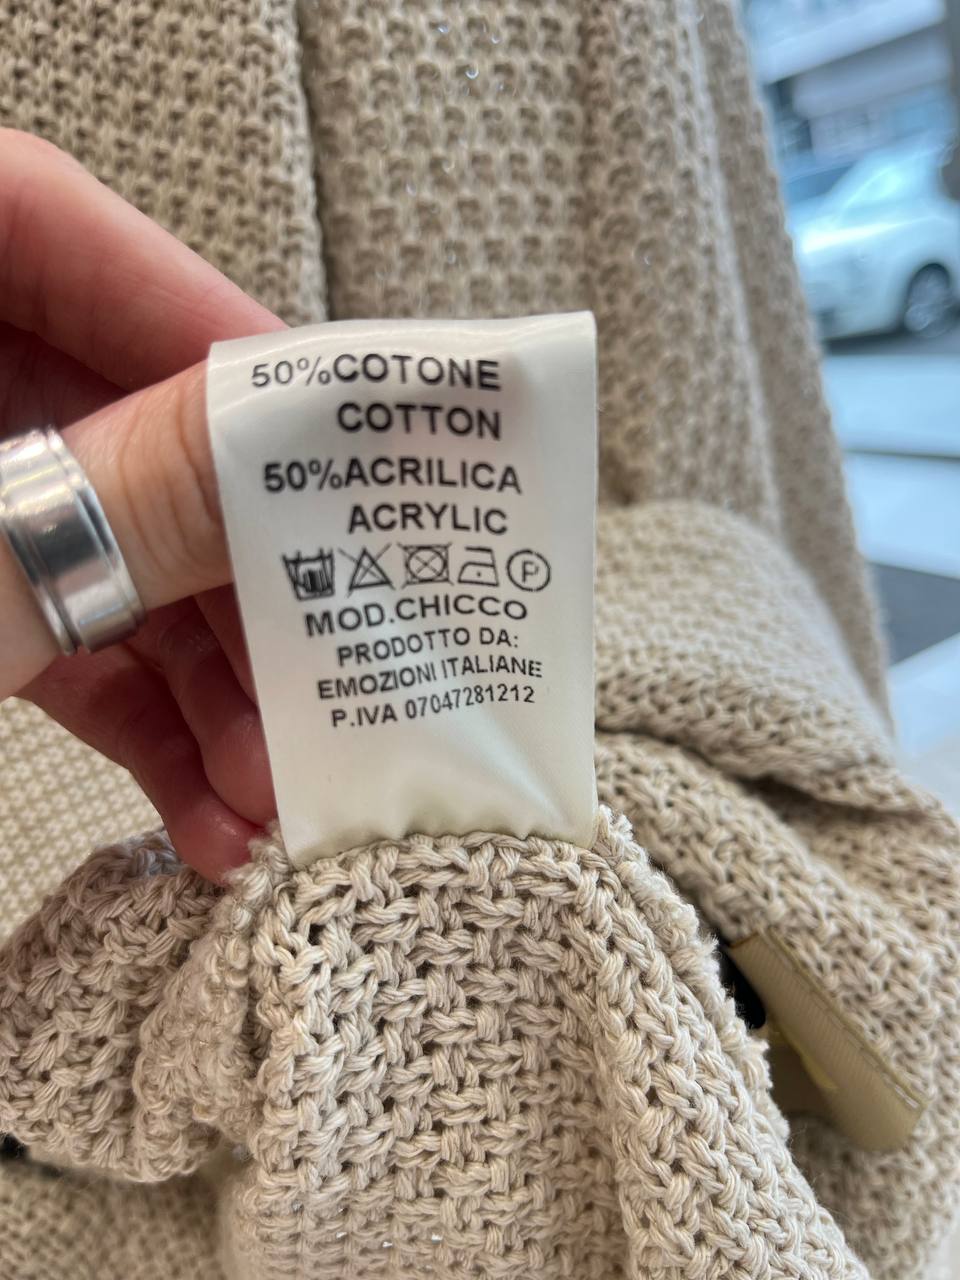 50%COTONE
COTTON
50%ACRILICA
ACRYLIC
P
MOD.CHICCO
PRODOTTO DA:
EMOZIONI ITALIANE
P.IVA 07047281212